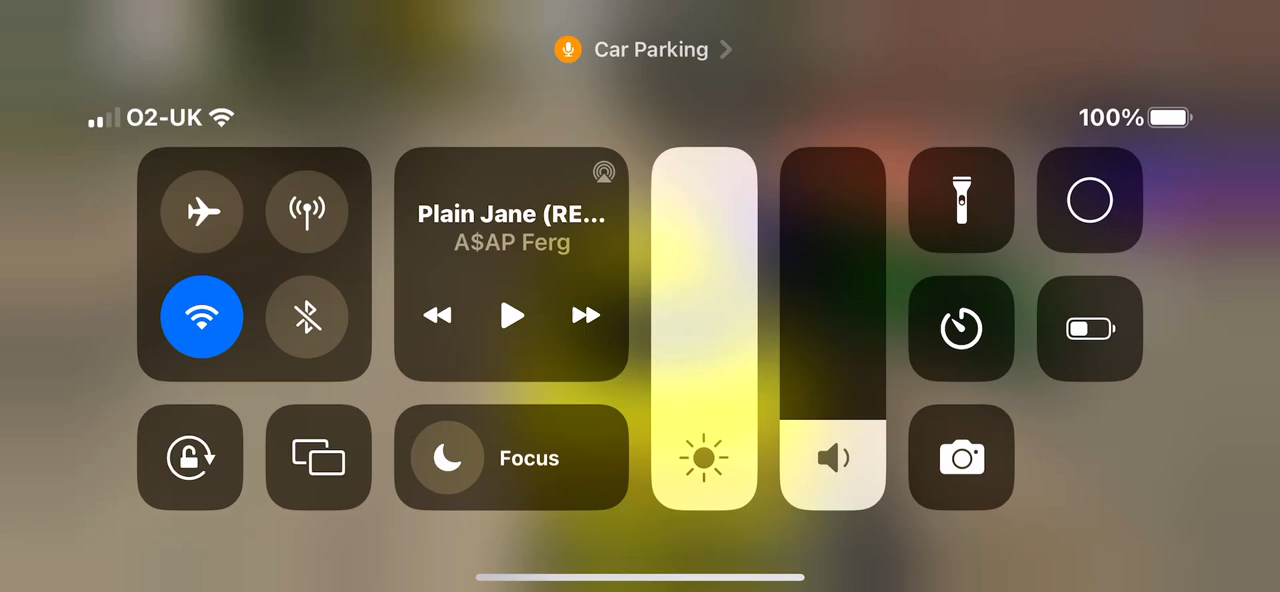 Car Parking
O2-UK
100%
Plain Jane (RE...
A$AP Ferg
Focus